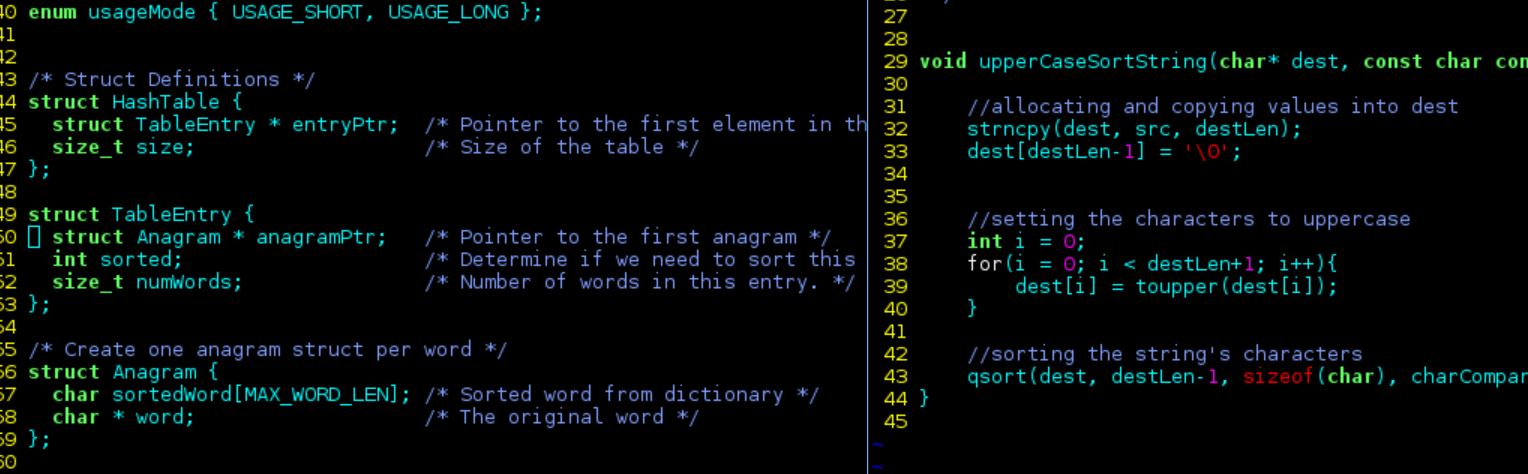 40 enum usageMode { USAGE_SHORT, USAGE_LONG };
41
42
43 /* Struct Definitions */
44 struct HashTable {
45   struct TableEntry * entryPtr;  /* Pointer to the first element in th
46   size_t size;                   /* Size of the table */
47 };
48
49 struct TableEntry {
50   struct Anagram * anagramPtr;   /* Pointer to the first anagram */
51   int sorted;                    /* Determine if we need to sort this
52   size_t numWords;               /* Number of words in this entry. */
53 };
54
55 /* Create one anagram struct per word */
56 struct Anagram {
57   char sortedWord[MAX_WORD_LEN]; /* Sorted word from dictionary */
58   char * word;                   /* The original word */
59 };
60
27
28
29 void upperCaseSortString(char* dest, const char con
30
31     //allocating and copying values into dest
32     strncpy(dest, src, destLen);
33     dest[destLen-1] = '\0';
34
35
36     //setting the characters to uppercase
37     int i = 0;
38     for(i = 0; i < destLen+1; i++){
39         dest[i] = toupper(dest[i]);
40     }
41
42     //sorting the string's characters
43     qsort(dest, destLen-1, sizeof(char), charCompar
44 }
45
~
~